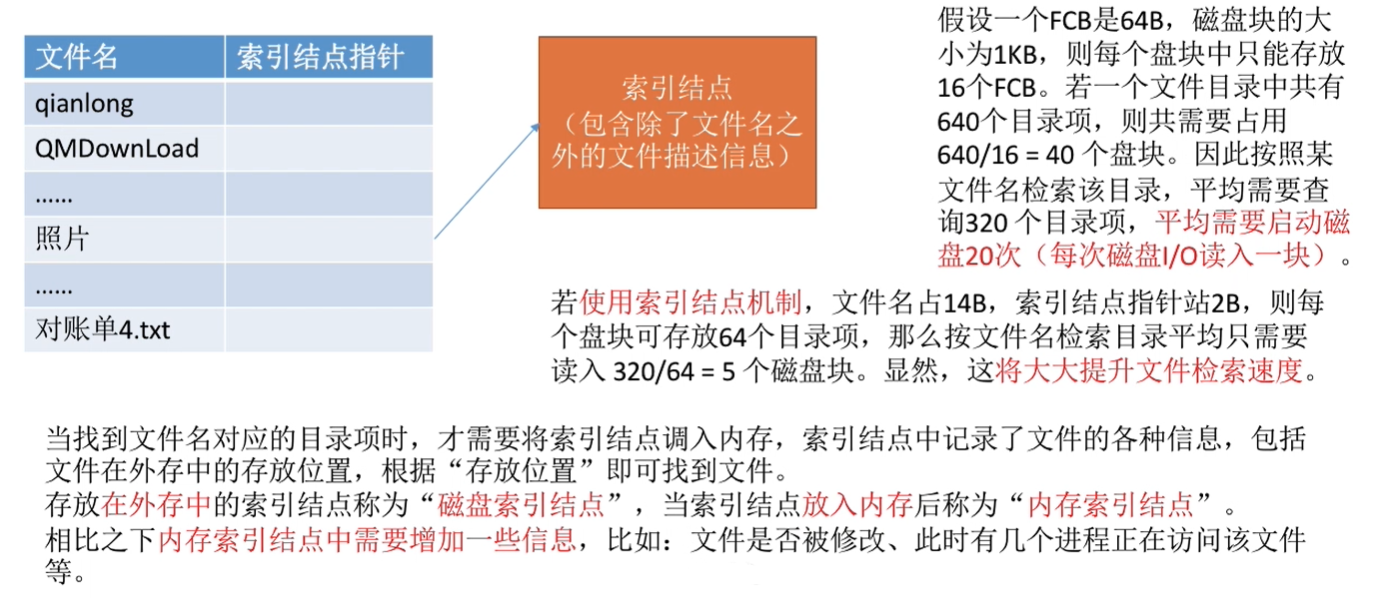 文件名 索引结点指针
qianlong
QMDownLoad
……
照片
……
对账单4.txt
索引结点
（包含除了文件名之
外的文件描述信息）
假设一个FCB是64B，磁盘块的大
小为1KB，则每个盘块中只能存放
16个FCB。若一个文件目录中共有
640个目录项，则共需要占用
640/16 = 40 个盘块。因此按照某
文件名检索该目录，平均需要查
询320 个目录项，平均需要启动磁
盘20次（每次磁盘I/O读入一块）。
若使用索引结点机制，文件名占14B，索引结点指针站2B，则每
个盘块可存放64个目录项，那么按文件名检索目录平均只需要
读入 320/64 = 5 个磁盘块。显然，这将大大提升文件检索速度。
当找到文件名对应的目录项时，才需要将索引结点调入内存，索引结点中记录了文件的各种信息，包括
文件在外存中的存放位置，根据“存放位置”即可找到文件。
存放在外存中的索引结点称为“磁盘索引结点”，当索引结点放入内存后称为“内存索引结点”。
相比之下内存索引结点中需要增加一些信息，比如：文件是否被修改、此时有几个进程正在访问该文件
等。